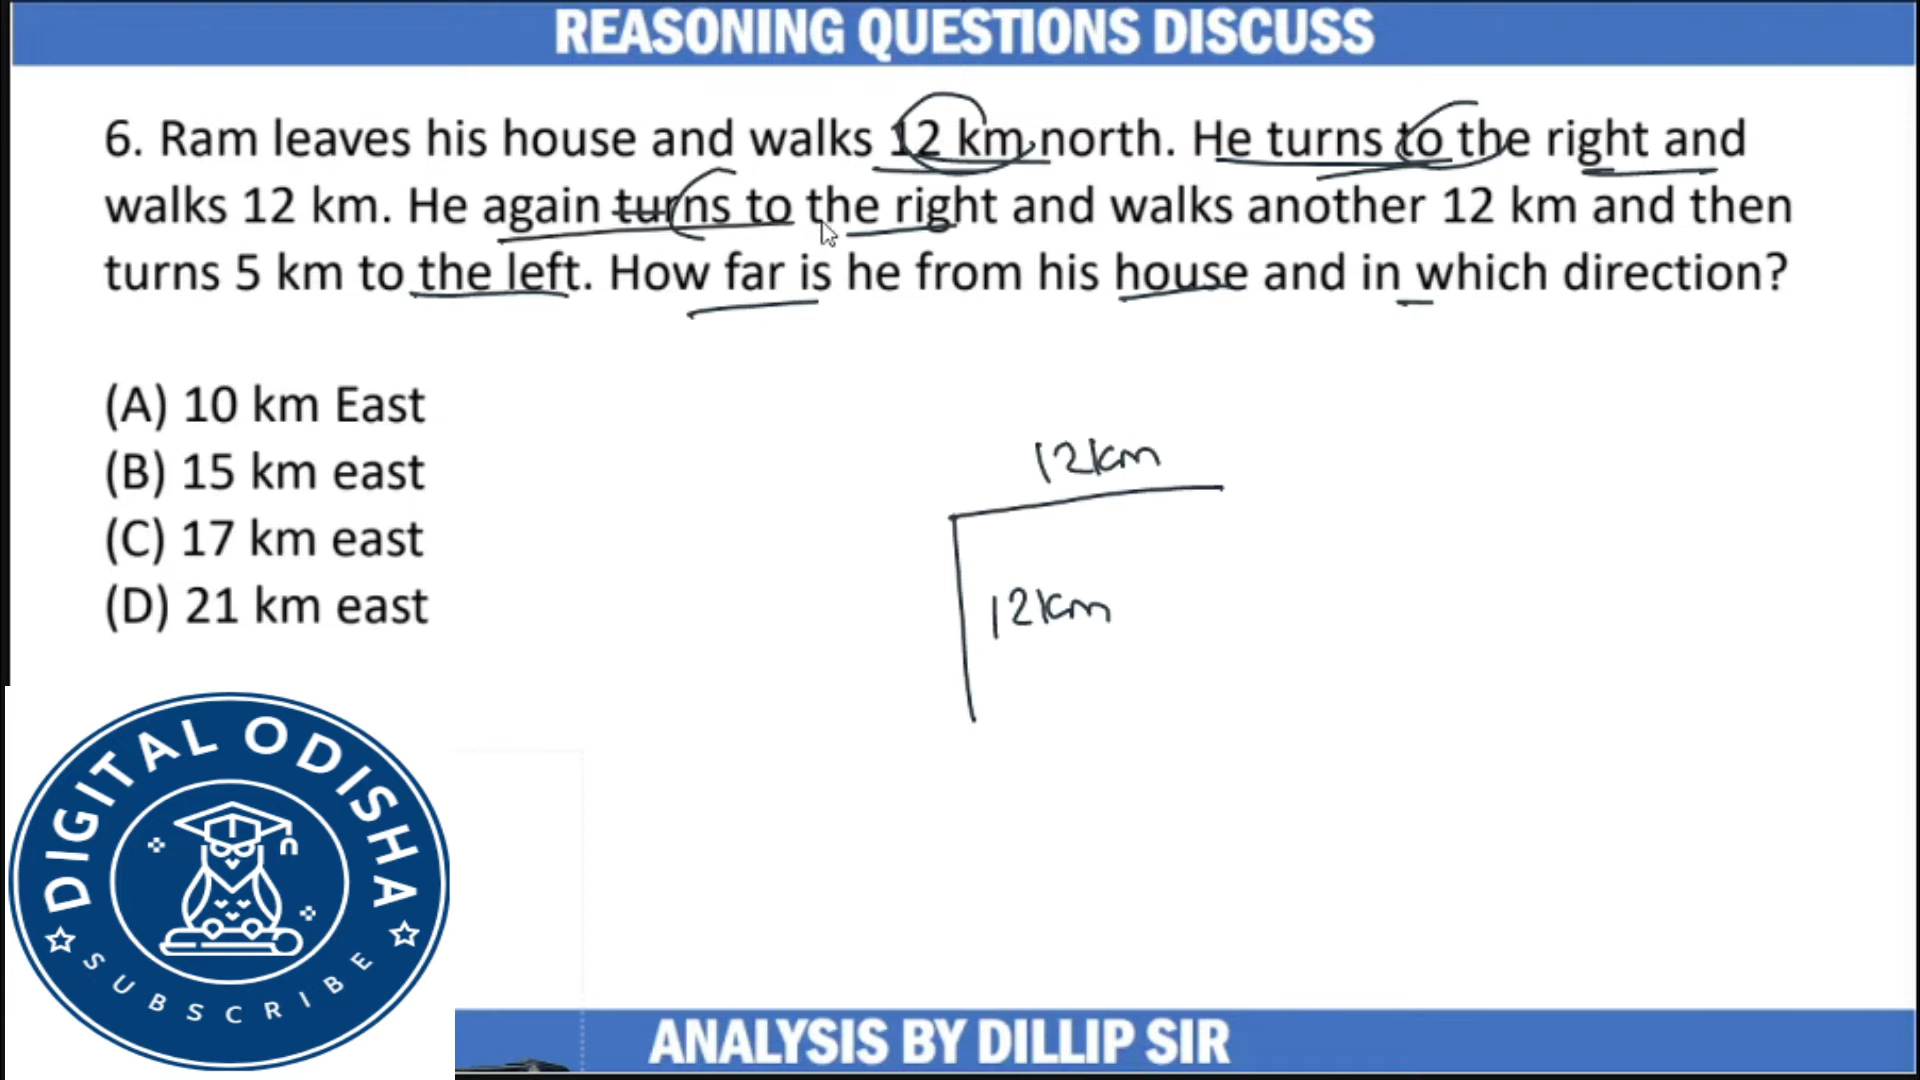 REASONING QUESTIONS DISCUSS
6. Ram leaves his house and walks 12 km north. He turns to the right and
walks 12 km. He again turns to the right and walks another 12 km and then
turns 5 km to the left. How far is he from his house and in which direction?
(A) 10 km East
(B) 15 km east
(C) 17 km east
(D) 21 km east
12km
12km
DIGITAL ODISHA
SUBSCRIBE
ANALYSIS BY DILLIP SIR